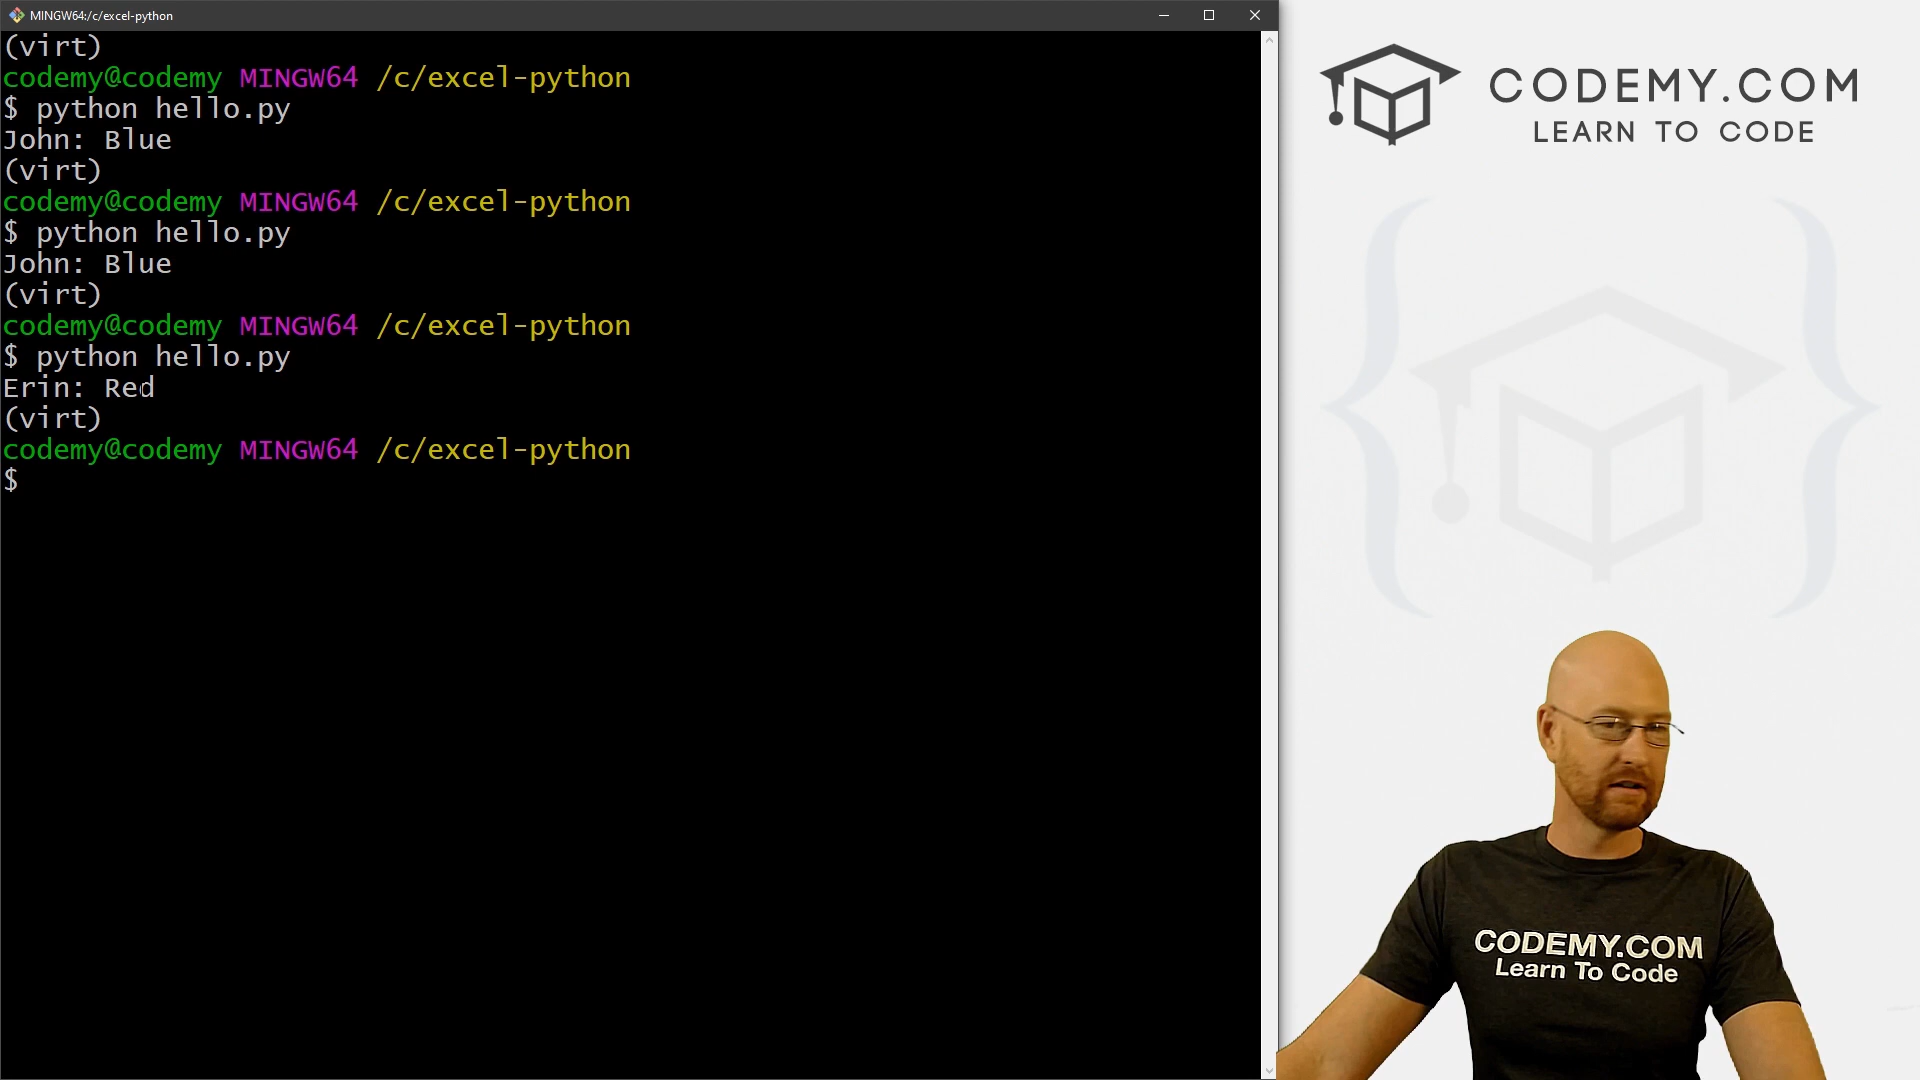 MINGW64:/c/excel-python
(virt)
codemy@codemy MINGW64 /c/excel-python
$ python hello.py
John: Blue
(virt)
codemy@codemy MINGW64 /c/excel-python
$ python hello.py
John: Blue
(virt)
codemy@codemy MINGW64 /c/excel-python
$ python hello.py
Erin: Red
(virt)
codemy@codemy MINGW64 /c/excel-python
$
CODEMY.COM
LEARN TO CODE
CODEMY.COM
Learn To Code